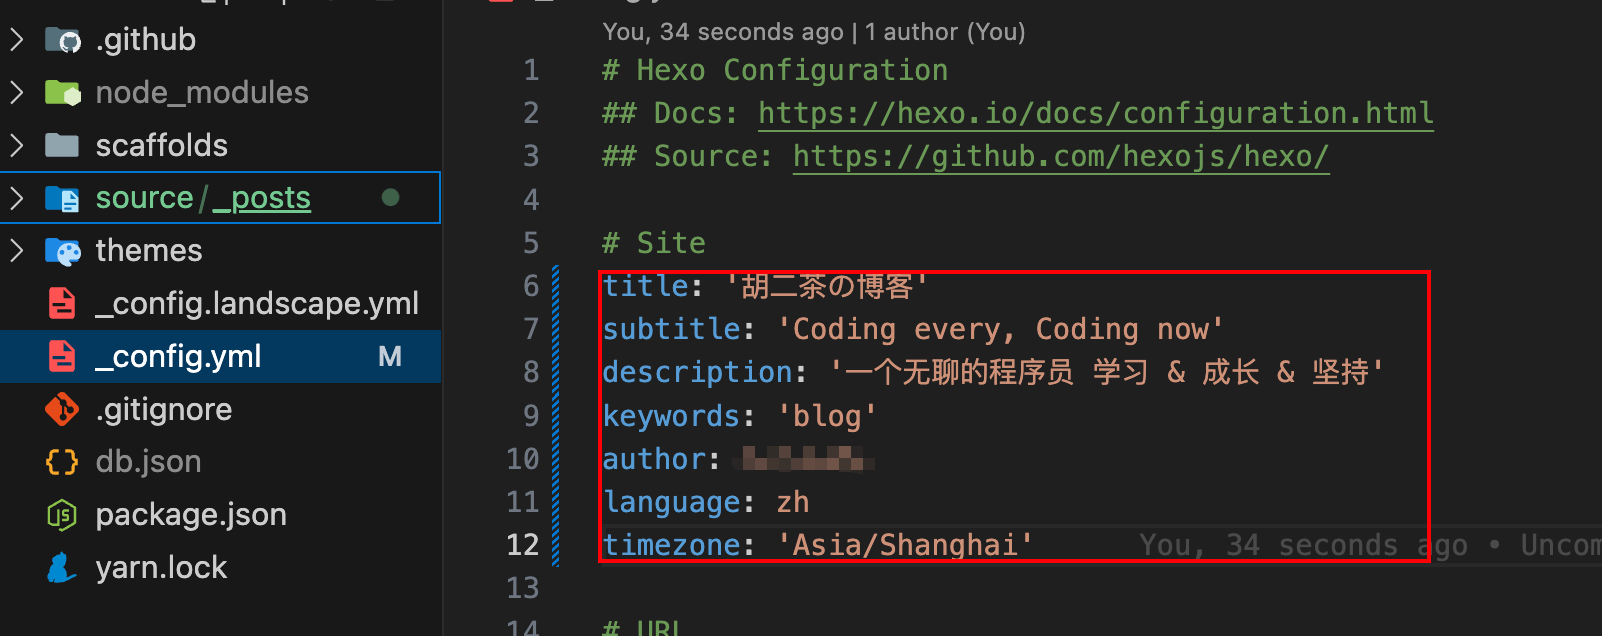 .github
node_modules
scaffolds
source/_posts
themes
_config.landscape.yml
_config.yml M
.gitignore
db.json
package.json
yarn.lock
You, 34 seconds ago | 1 author (You)
1 # Hexo Configuration
2 ## Docs: https://hexo.io/docs/configuration.html
3 ## Source: https://github.com/hexojs/hexo/
4
5 # Site
6 title: '胡二茶の博客'
7 subtitle: 'Coding every, Coding now'
8 description: '一个无聊的程序员 学习 & 成长 & 坚持'
9 keywords: 'blog'
10 author:
11 language: zh
12 timezone: 'Asia/Shanghai' You, 34 seconds ago • Uncom
13
14 # URL